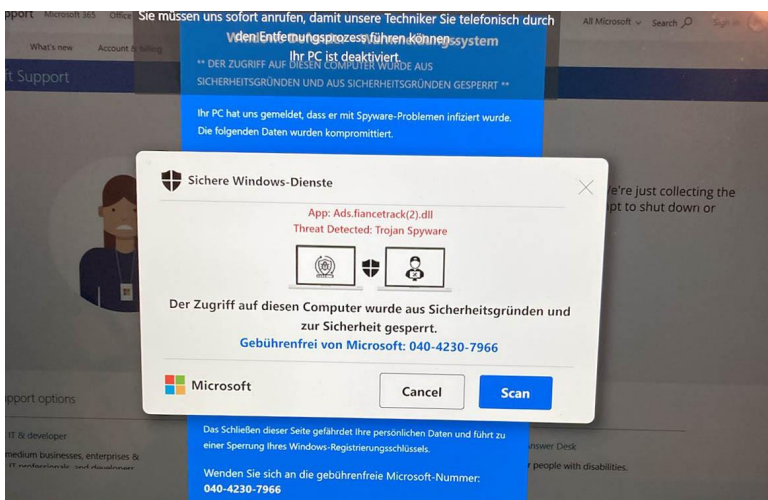 pport Microsoft 365 Office
Sie müssen uns sofort anrufen, damit unsere Techniker Sie telefonisch durch
den Entfernungsprozess führen können.
Ihr PC ist deaktiviert.
All Microsoft Search Sign in
What's new Account & billing
ft Support
** DER ZUGRIFF AUF DIESEN COMPUTER WURDE AUS
SICHERHEITSGRÜNDEN UND AUS SICHERHEITSGRÜNDEN GESPERRT **
Ihr PC hat uns gemeldet, dass er mit Spyware-Problemen infiziert wurde.
Die folgenden Daten wurden kompromittiert.
Sichere Windows-Dienste
e're just collecting the
pt to shut down or
App: Ads.fiancetrack(2).dll
Threat Detected: Trojan Spyware
Der Zugriff auf diesen Computer wurde aus Sicherheitsgründen und
zur Sicherheit gesperrt.
Gebührenfrei von Microsoft: 040-4230-7966
Microsoft
Cancel
Scan
pport options
IT & developer
medium businesses, enterprises &
IT professionals and developers
Das Schließen dieser Seite gefährdet Ihre persönlichen Daten und führt zu
einer Sperrung Ihres Windows-Registrierungsschlüssels.
Wenden Sie sich an die gebührenfreie Microsoft-Nummer:
040-4230-7966
nswer Desk
r people with disabilities.